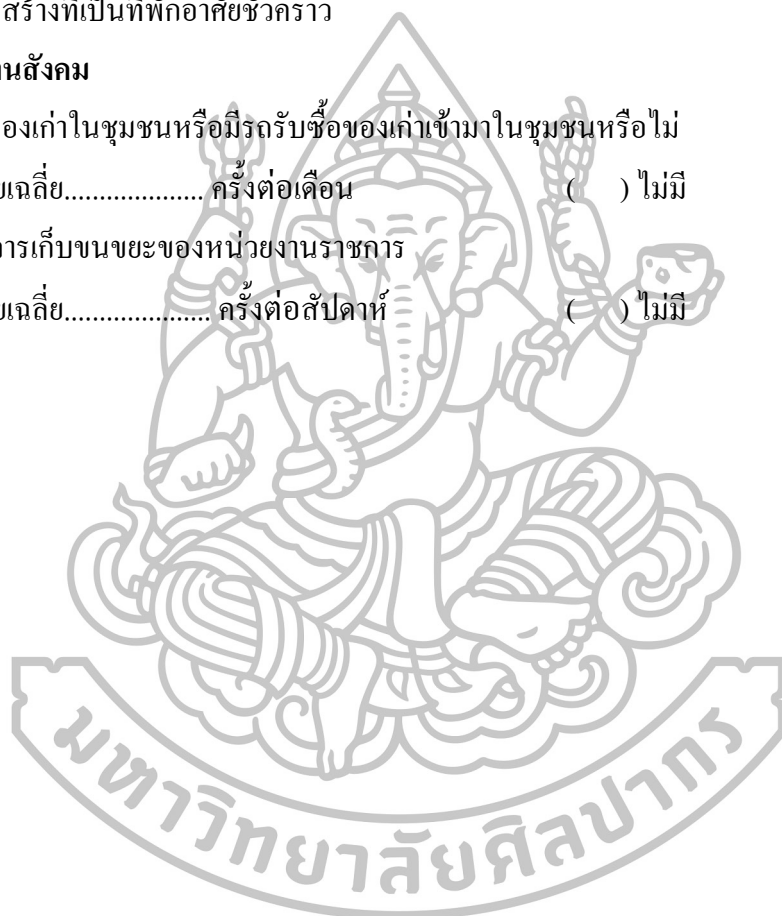 สร้างที่เป็นที่พักอาศัยชั่วคราว
านสังคม
องเก่าในชุมชนหรือมีรถรับซื้อของเก่าเข้ามาในชุมชนหรือไม่
ยเฉลี่ย................... ครั้งต่อเดือน ( ) ไม่มี
การเก็บขนขยะของหน่วยงานราชการ
ยเฉลี่ย.................... ครั้งต่อสัปดาห์ ( ) ไม่มี
มหาวิทยาลัยศิลปากร